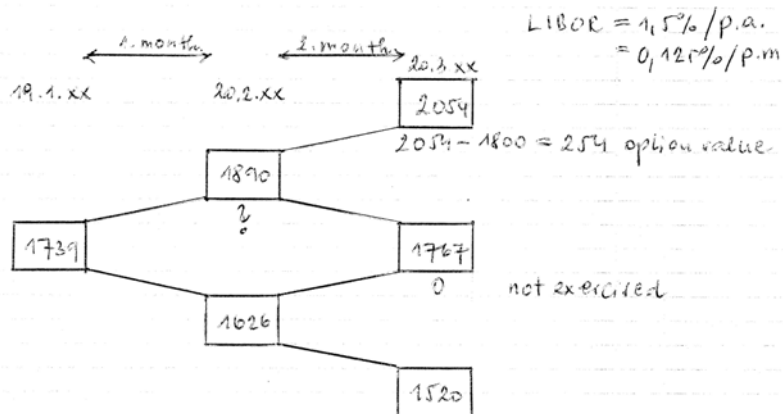 LIBOR = 1,5%/p.a.
= 0,125%/p.m
1. month
2. month
19.1.xx
20.2.xx
20.3.xx
2054
2054 - 1800 = 254 option value
1890
?
1739
1767
0 not exercised
1626
1520